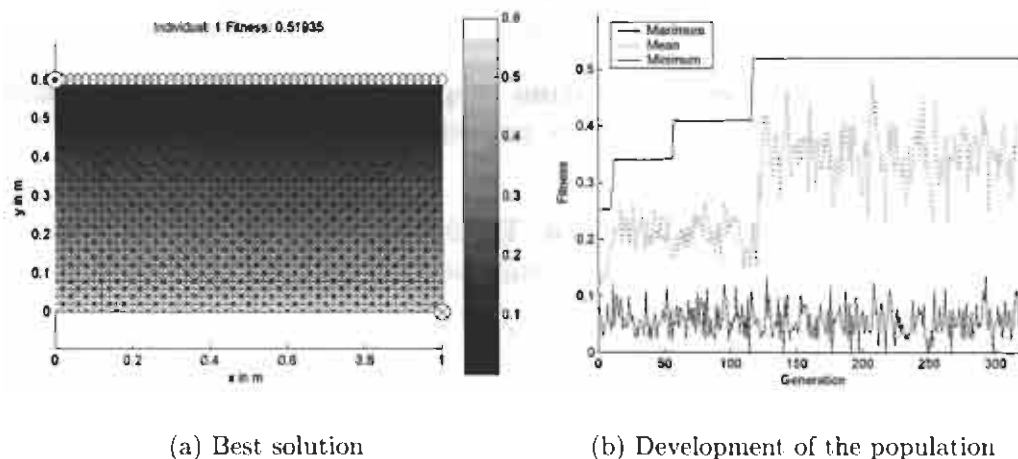 Individual: 1 Fitness: 0.51935
y in m
0.6
0.5
0.4
0.3
0.2
0.1
0
0 0.2 0.4 0.6 0.8 1
x in m
0.6
0.5
0.4
0.3
0.2
0.1
Maximum
Mean
Minimum
Fitness
0.5
0.4
0.3
0.2
0.1
0
0 50 100 150 200 250 300
Generation
(a) Best solution
(b) Development of the population